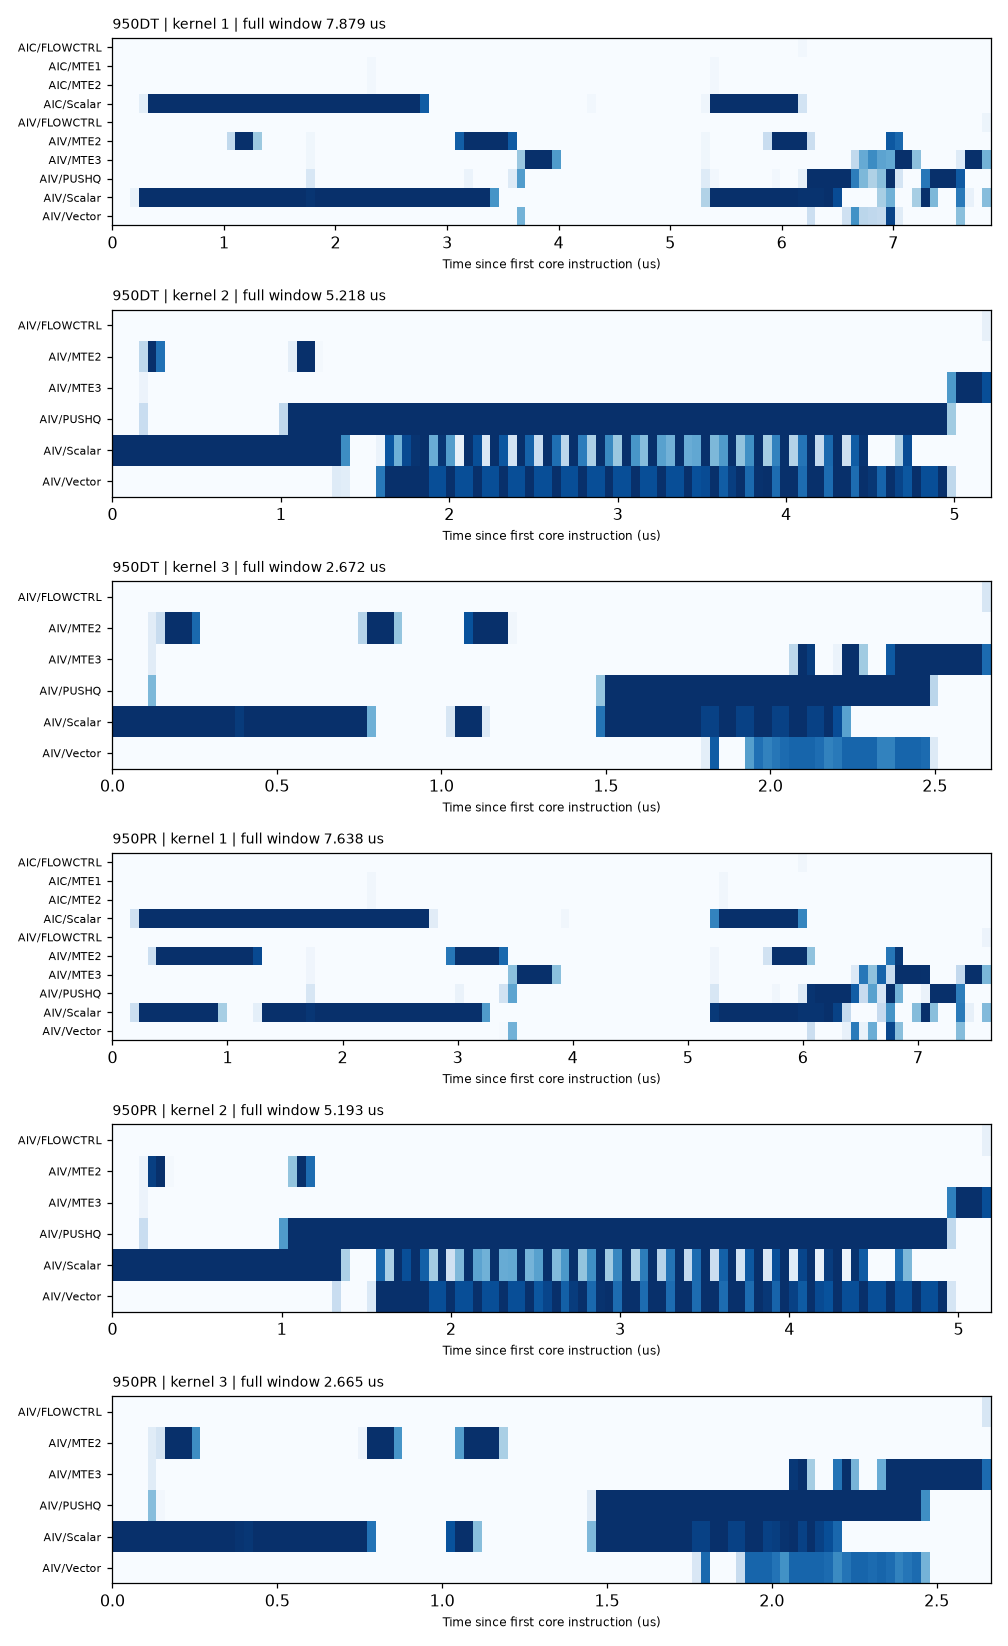 950DT | kernel 1 | full window 7.879 us
AIC/FLOWCTRL
AIC/MTE1
AIC/MTE2
AIC/Scalar
AIV/FLOWCTRL
AIV/MTE2
AIV/MTE3
AIV/PUSHQ
AIV/Scalar
AIV/Vector
0 1 2 3 4 5 6 7
Time since first core instruction (us)
950DT | kernel 2 | full window 5.218 us
AIV/FLOWCTRL
AIV/MTE2
AIV/MTE3
AIV/PUSHQ
AIV/Scalar
AIV/Vector
0 1 2 3 4 5
Time since first core instruction (us)
950DT | kernel 3 | full window 2.672 us
AIV/FLOWCTRL
AIV/MTE2
AIV/MTE3
AIV/PUSHQ
AIV/Scalar
AIV/Vector
0.0 0.5 1.0 1.5 2.0 2.5
Time since first core instruction (us)
950PR | kernel 1 | full window 7.638 us
AIC/FLOWCTRL
AIC/MTE1
AIC/MTE2
AIC/Scalar
AIV/FLOWCTRL
AIV/MTE2
AIV/MTE3
AIV/PUSHQ
AIV/Scalar
AIV/Vector
0 1 2 3 4 5 6 7
Time since first core instruction (us)
950PR | kernel 2 | full window 5.193 us
AIV/FLOWCTRL
AIV/MTE2
AIV/MTE3
AIV/PUSHQ
AIV/Scalar
AIV/Vector
0 1 2 3 4 5
Time since first core instruction (us)
950PR | kernel 3 | full window 2.665 us
AIV/FLOWCTRL
AIV/MTE2
AIV/MTE3
AIV/PUSHQ
AIV/Scalar
AIV/Vector
0.0 0.5 1.0 1.5 2.0 2.5
Time since first core instruction (us)